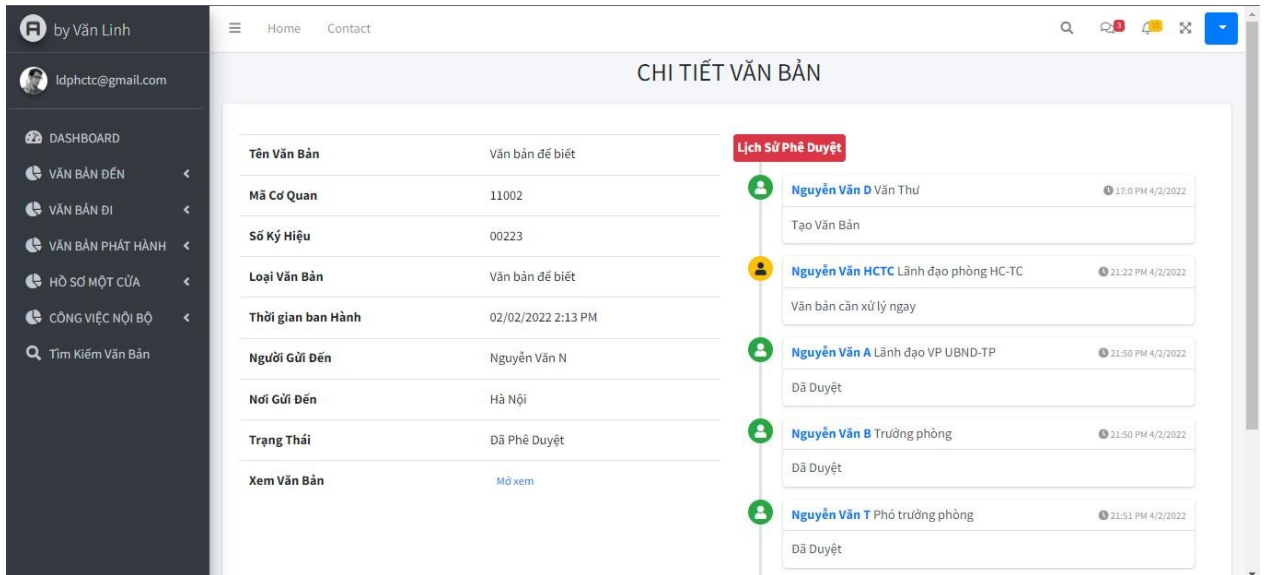 by Văn Linh
Home Contact
3
15
ldphctc@gmail.com
DASHBOARD
VĂN BẢN ĐẾN
VĂN BẢN ĐI
VĂN BẢN PHÁT HÀNH
HỒ SƠ MỘT CỬA
CÔNG VIỆC NỘI BỘ
Tìm Kiếm Văn Bản
CHI TIẾT VĂN BẢN
Tên Văn Bản Văn bản để biết
Mã Cơ Quan 11002
Số Ký Hiệu 00223
Loại Văn Bản Văn bản để biết
Thời gian ban Hành 02/02/2022 2:13 PM
Người Gửi Đến Nguyễn Văn N
Nơi Gửi Đến Hà Nội
Trạng Thái Đã Phê Duyệt
Xem Văn Bản Mở xem
Lịch Sử Phê Duyệt
Nguyễn Văn D Văn Thư 17:0 PM 4/2/2022
Tạo Văn Bản
Nguyễn Văn HCTC Lãnh đạo phòng HC-TC 21:22 PM 4/2/2022
Văn bản cần xử lý ngay
Nguyễn Văn A Lãnh đạo VP UBND-TP 21:50 PM 4/2/2022
Đã Duyệt
Nguyễn Văn B Trưởng phòng 21:50 PM 4/2/2022
Đã Duyệt
Nguyễn Văn T Phó trưởng phòng 21:51 PM 4/2/2022
Đã Duyệt